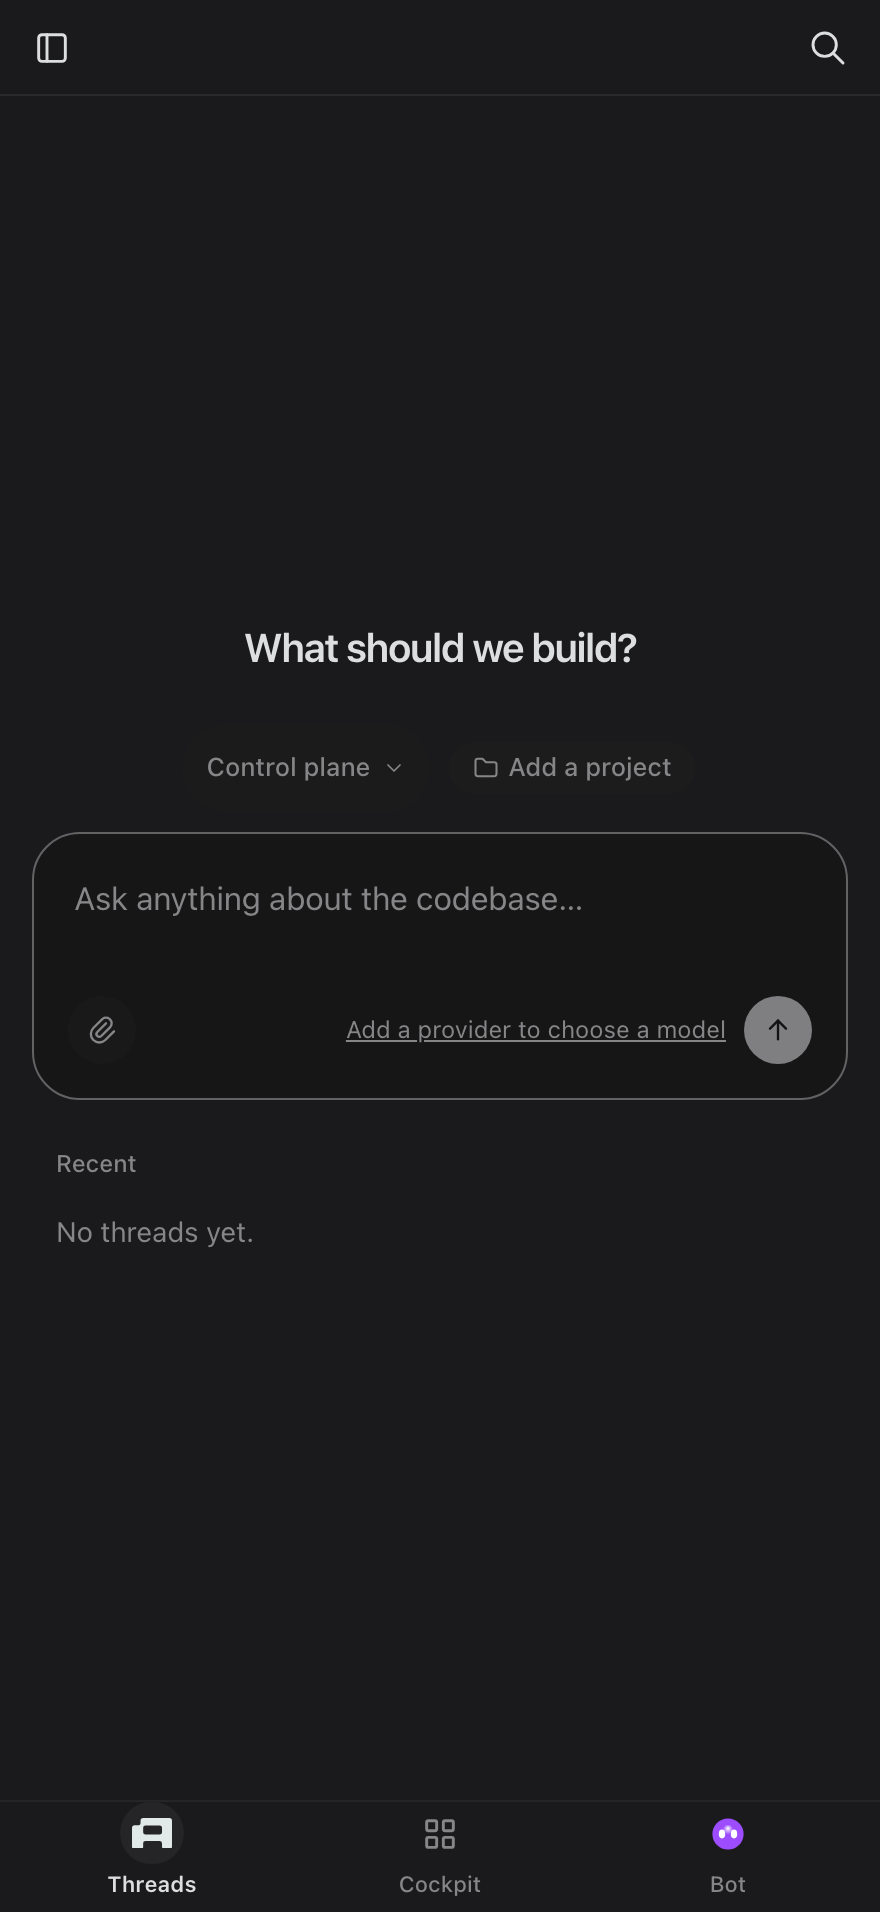 What should we build?
Control plane
Add a project
Ask anything about the codebase...
Add a provider to choose a model
Recent
No threads yet.
Threads
Cockpit
Bot